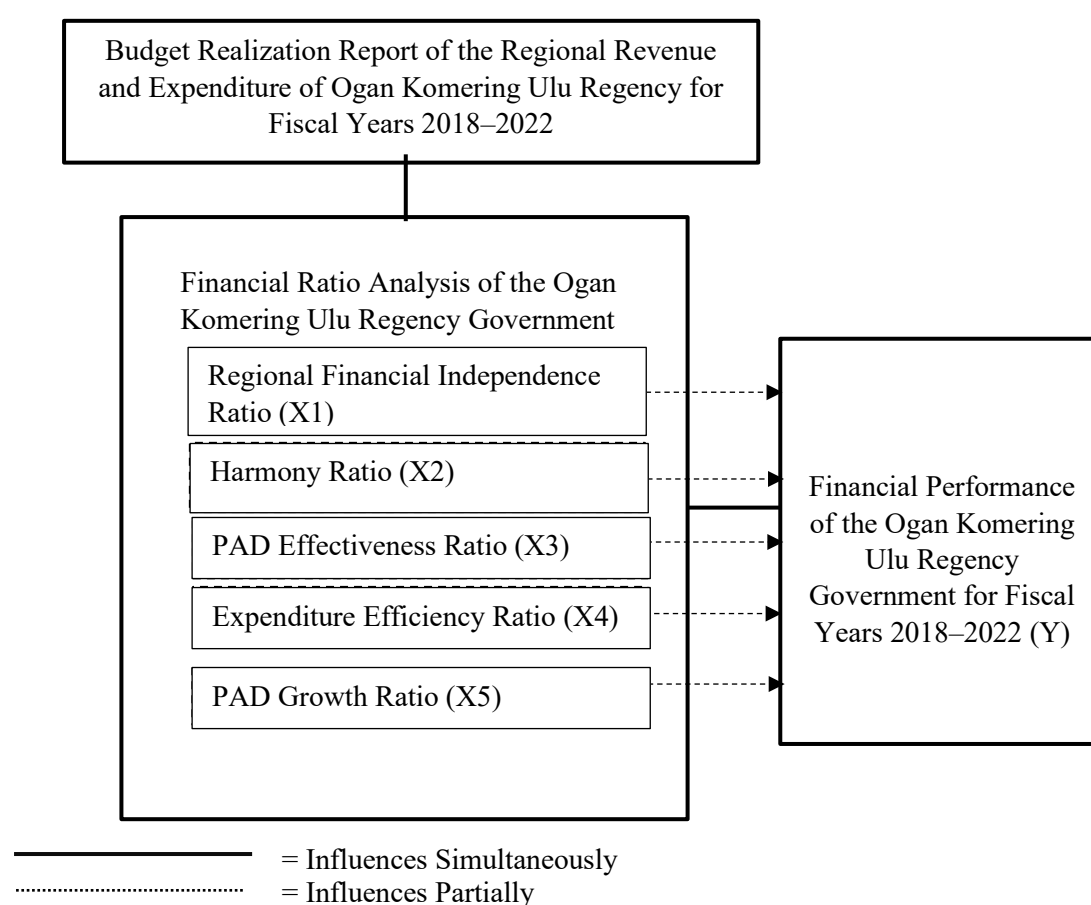 Budget Realization Report of the Regional Revenue
and Expenditure of Ogan Komering Ulu Regency for
Fiscal Years 2018–2022
Financial Ratio Analysis of the Ogan
Komering Ulu Regency Government
Regional Financial Independence
Ratio (X1)
Harmony Ratio (X2)
PAD Effectiveness Ratio (X3)
Expenditure Efficiency Ratio (X4)
PAD Growth Ratio (X5)
Financial Performance
of the Ogan Komering
Ulu Regency
Government for Fiscal
Years 2018–2022 (Y)
= Influences Simultaneously
= Influences Partially